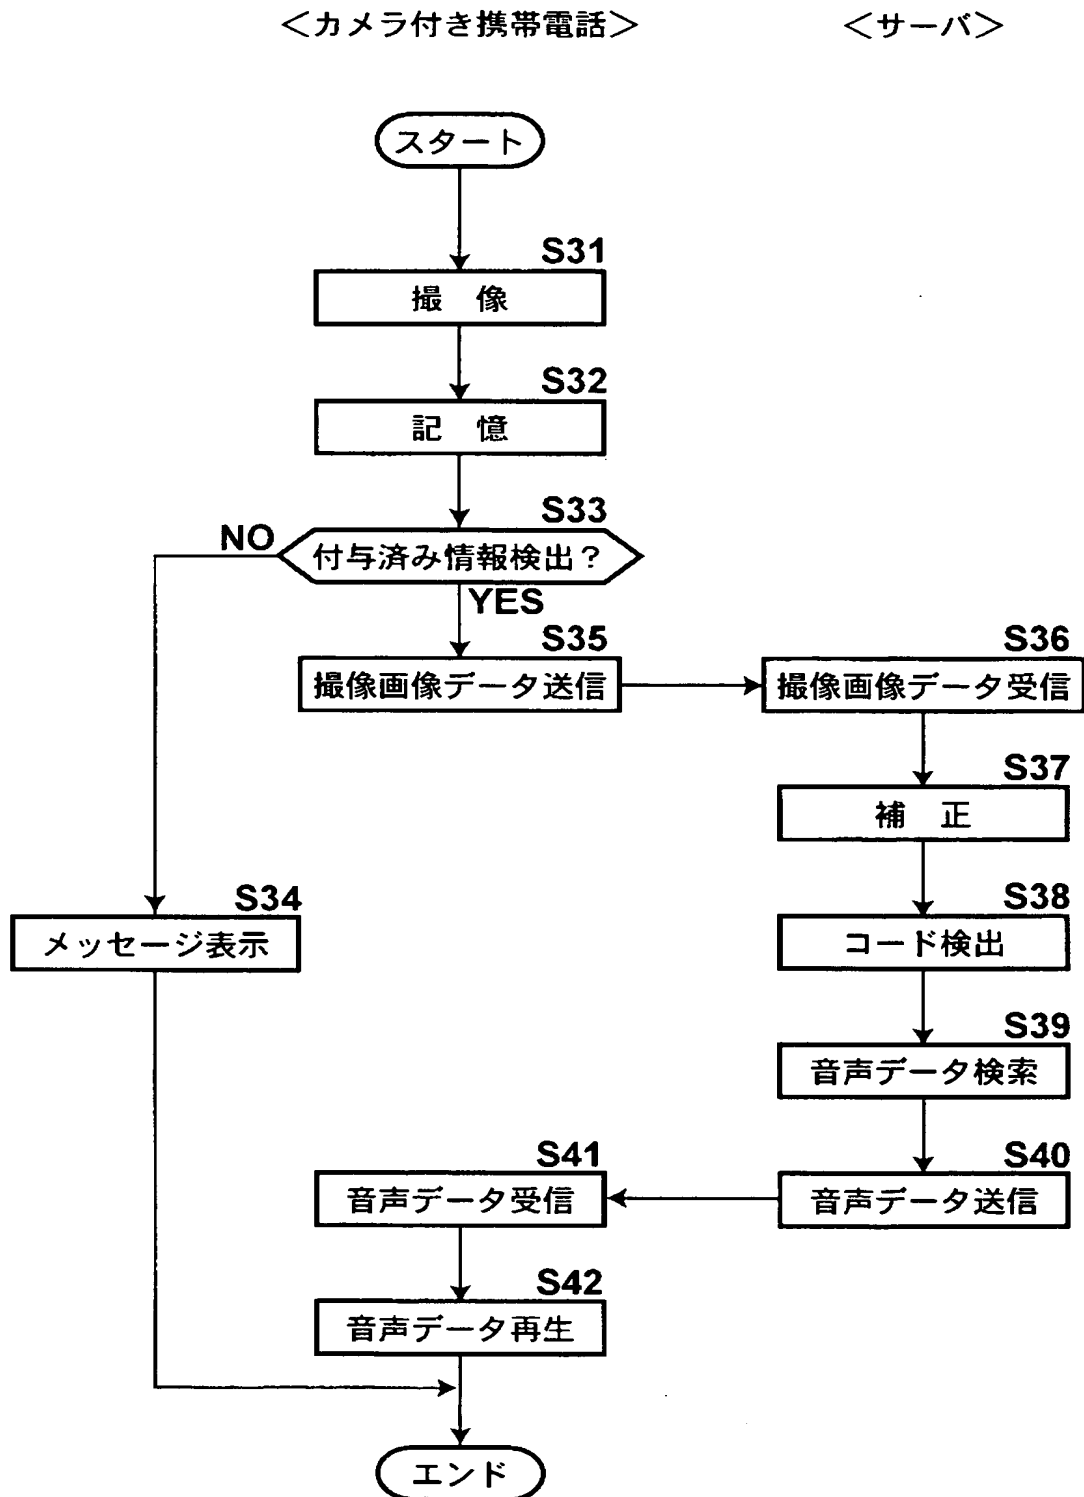 ＜カメラ付き携帯電話＞
＜サーバ＞
スタート
S31
撮　像
S32
記　憶
S33
付与済み情報検出？
NO
YES
S35
撮像画像データ送信
S36
撮像画像データ受信
S37
補　正
S34
メッセージ表示
S38
コード検出
S39
音声データ検索
S40
音声データ送信
S41
音声データ受信
S42
音声データ再生
エンド